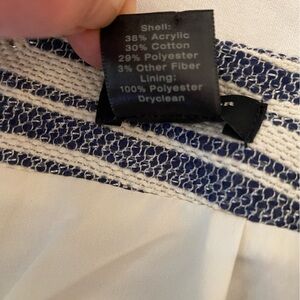 Shell:
38% Acrylic
30% Cotton
29% Polyester
3% Other Fiber
Lining:
100% Polyester
Dryclean